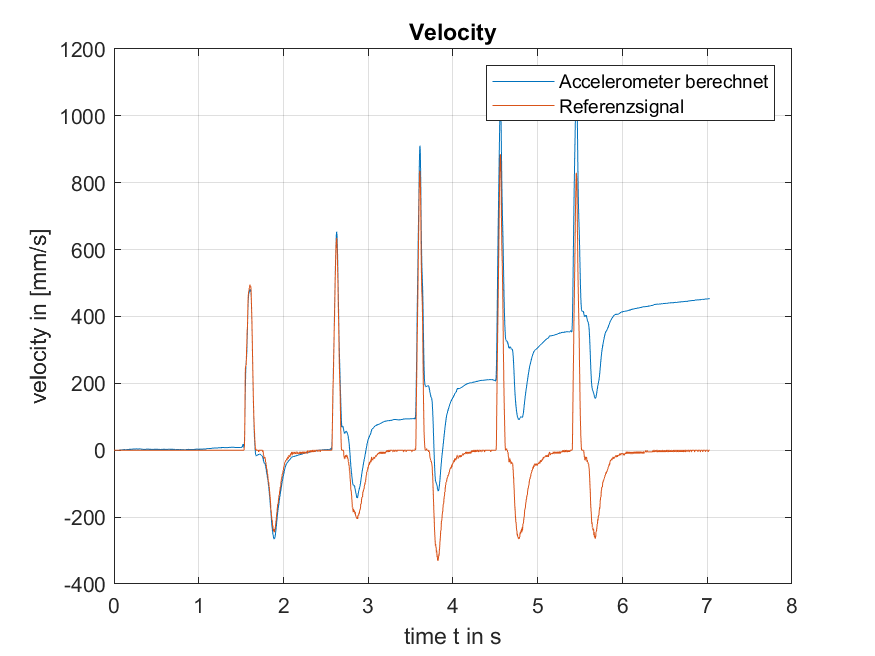 Velocity
1200
1000
800
600
400
200
0
-200
-400
velocity in [mm/s]
Accelerometer berechnet
Referenzsignal
0 1 2 3 4 5 6 7 8
time t in s